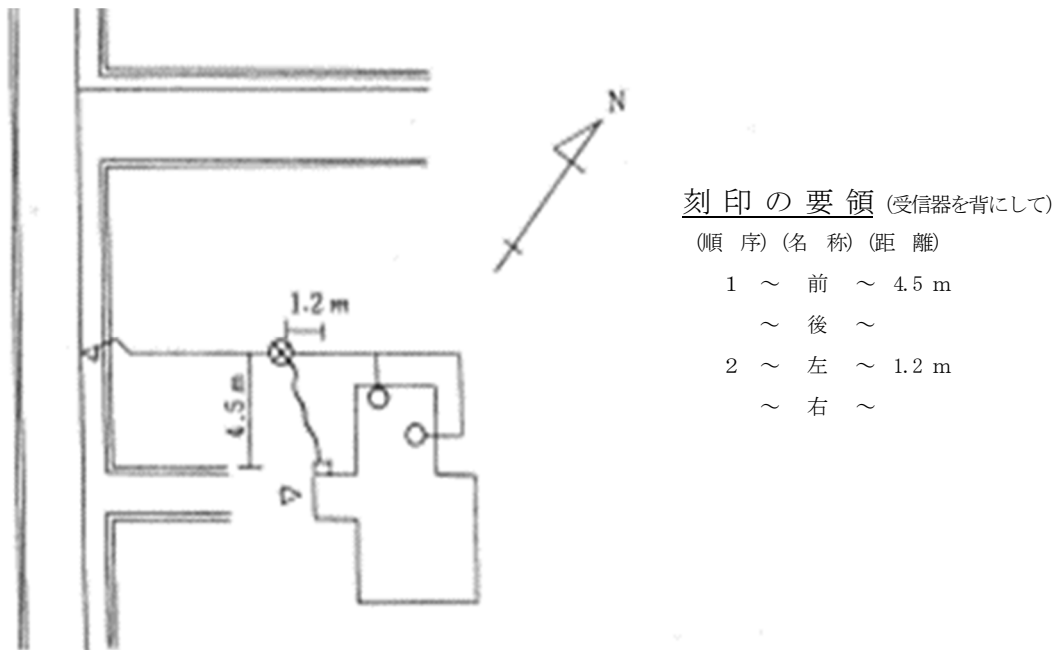 N
1.2 m
4.5 m
刻 印 の 要 領 (受信器を背にして)
(順 序) (名 称) (距 離)
1 ~ 前 ~ 4.5 m
~ 後 ~
2 ~ 左 ~ 1.2 m
~ 右 ~